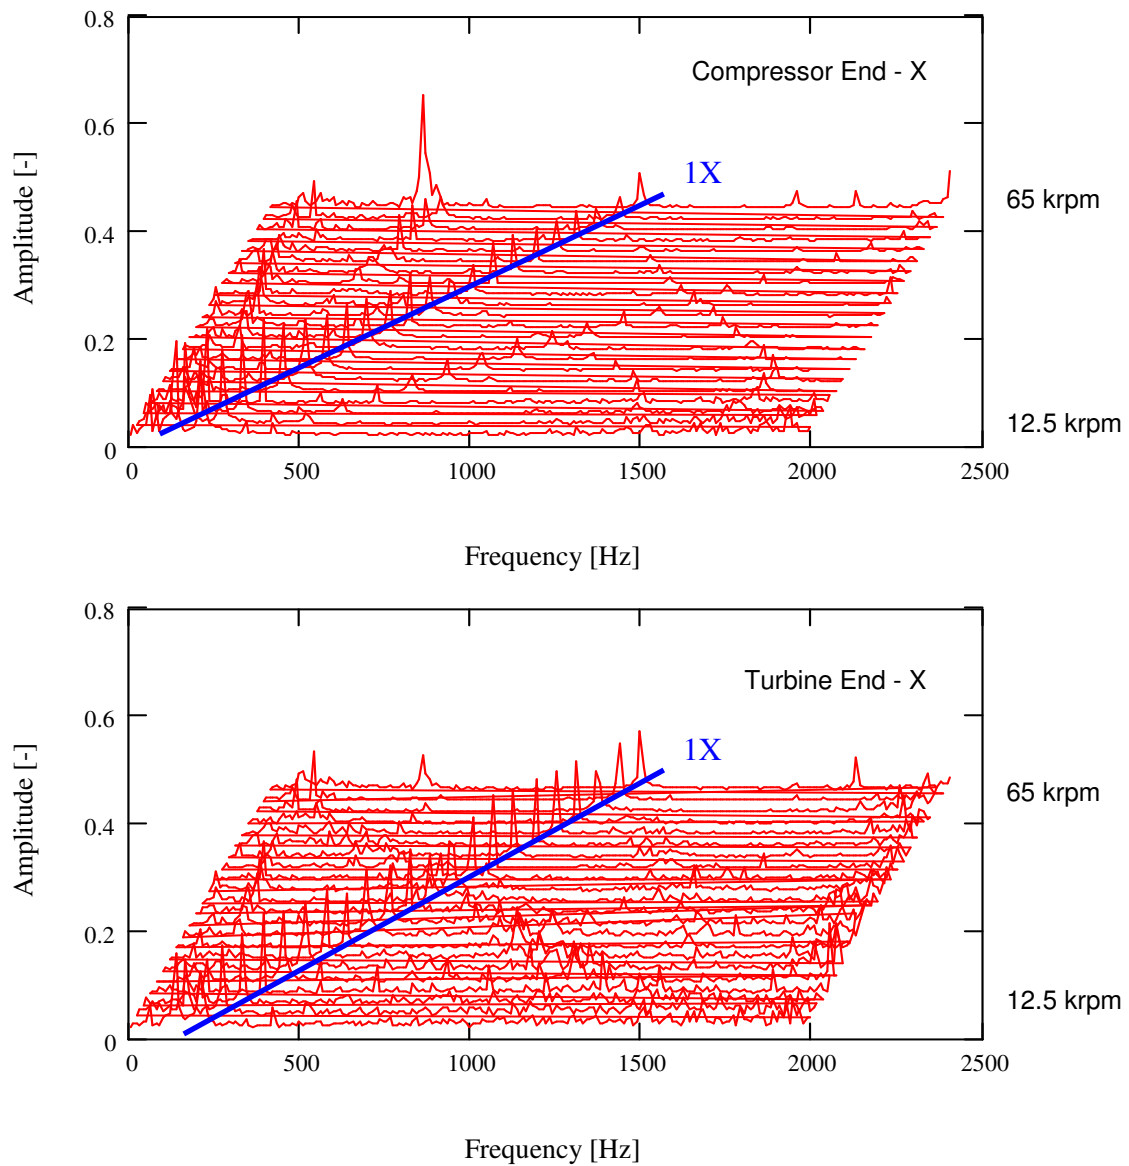 0.8
Compressor End - X
0.6
1X
65 krpm
Amplitude [-]
0.4
0.2
12.5 krpm
0
0 500 1000 1500 2000 2500
Frequency [Hz]
0.8
Turbine End - X
0.6
1X
65 krpm
Amplitude [-]
0.4
0.2
12.5 krpm
0
0 500 1000 1500 2000 2500
Frequency [Hz]